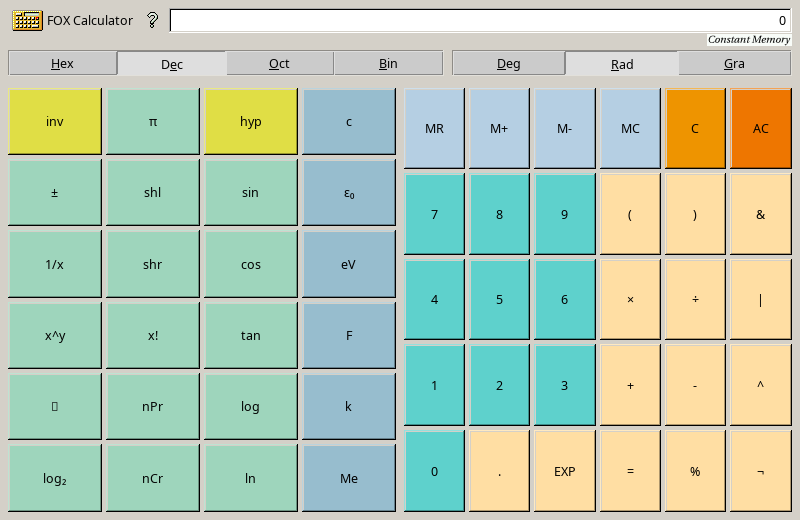 FOX Calculator ? 0
Constant Memory
Hex Dec Oct Bin Deg Rad Gra
inv π hyp c MR M+ M- MC C AC
± shl sin ε₀ 7 8 9 ( ) &
1/x shr cos eV 4 5 6 × ÷ |
x^y x! tan F 1 2 3 + - ^
nPr log k 0 . EXP = % ¬
log₂ nCr ln Me